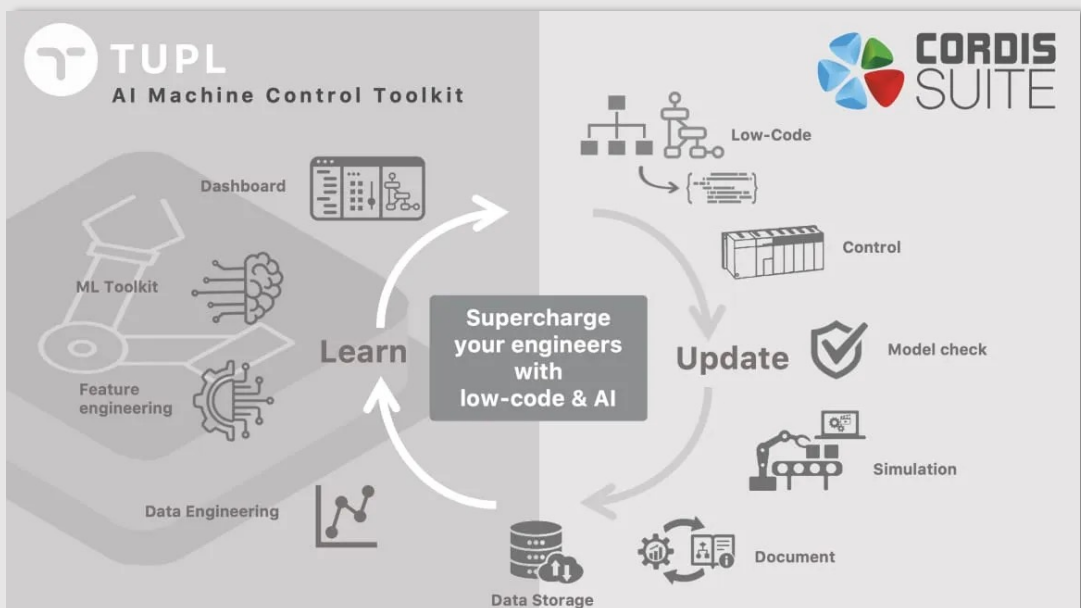 TUPL
AI Machine Control Toolkit
CORDIS
SUITE
Low-Code
Dashboard
Control
ML Toolkit
Supercharge
your engineers
with
low-code & AI
Learn
Update
Model check
Feature
engineering
Simulation
Data Engineering
Document
Data Storage